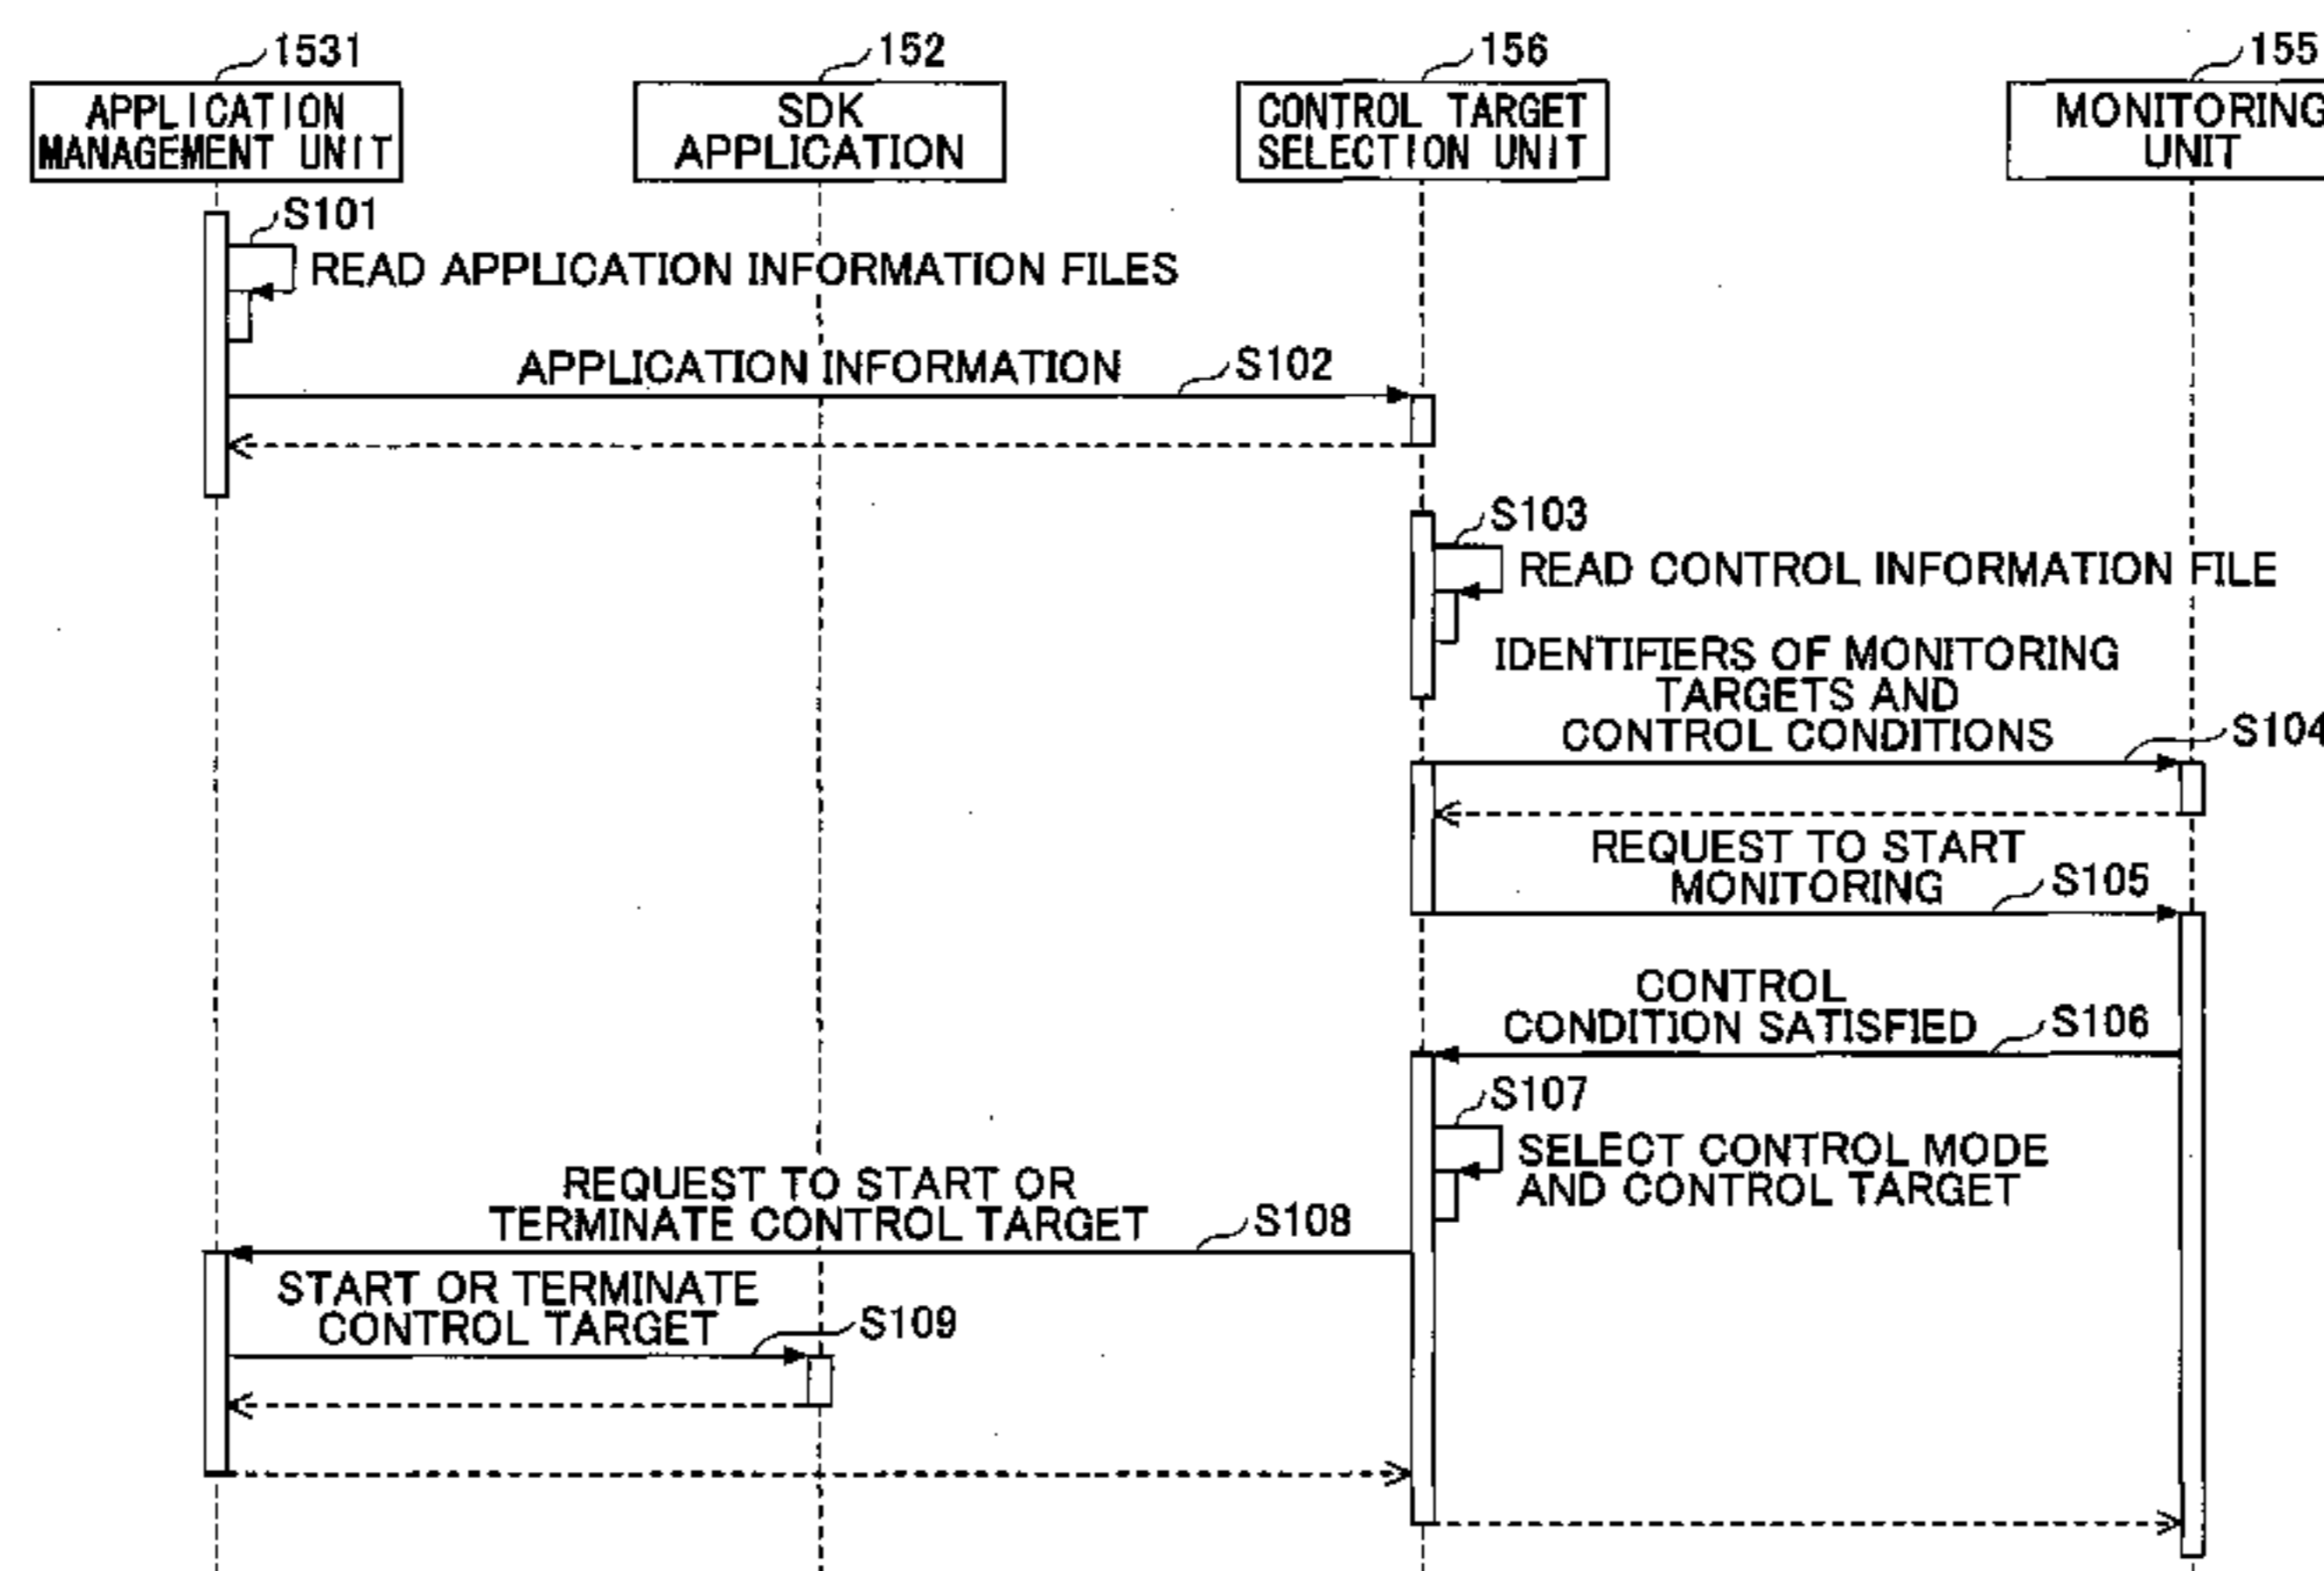 1531
152
156
155
APPLICATION
MANAGEMENT UNIT
SDK
APPLICATION
CONTROL TARGET
SELECTION UNIT
MONITORING
UNIT
S101
READ APPLICATION INFORMATION FILES
APPLICATION INFORMATION
S102
S103
READ CONTROL INFORMATION FILE
IDENTIFIERS OF MONITORING
TARGETS AND
CONTROL CONDITIONS
S104
REQUEST TO START
MONITORING
S105
CONTROL
CONDITION SATISFIED
S106
S107
SELECT CONTROL MODE
AND CONTROL TARGET
REQUEST TO START OR
TERMINATE CONTROL TARGET
S108
START OR TERMINATE
CONTROL TARGET
S109